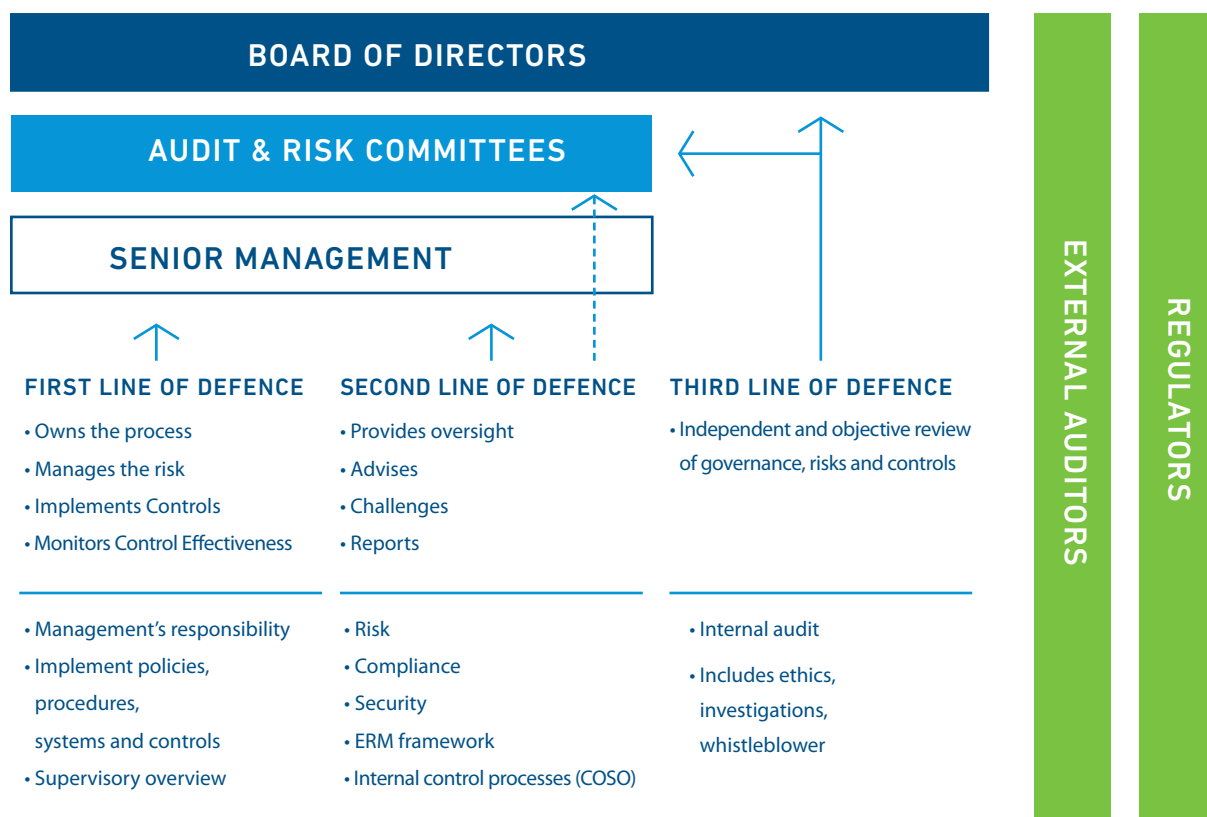 BOARD OF DIRECTORS
AUDIT & RISK COMMITTEES
SENIOR MANAGEMENT
FIRST LINE OF DEFENCE
• Owns the process
• Manages the risk
• Implements Controls
• Monitors Control Effectiveness
• Management's responsibility
• Implement policies,
procedures,
systems and controls
• Supervisory overview
SECOND LINE OF DEFENCE
• Provides oversight
• Advises
• Challenges
• Reports
• Risk
• Compliance
• Security
• ERM framework
• Internal control processes (COSO)
THIRD LINE OF DEFENCE
• Independent and objective review
of governance, risks and controls
• Internal audit
• Includes ethics,
investigations,
whistleblower
EXTERNAL AUDITORS
REGULATORS